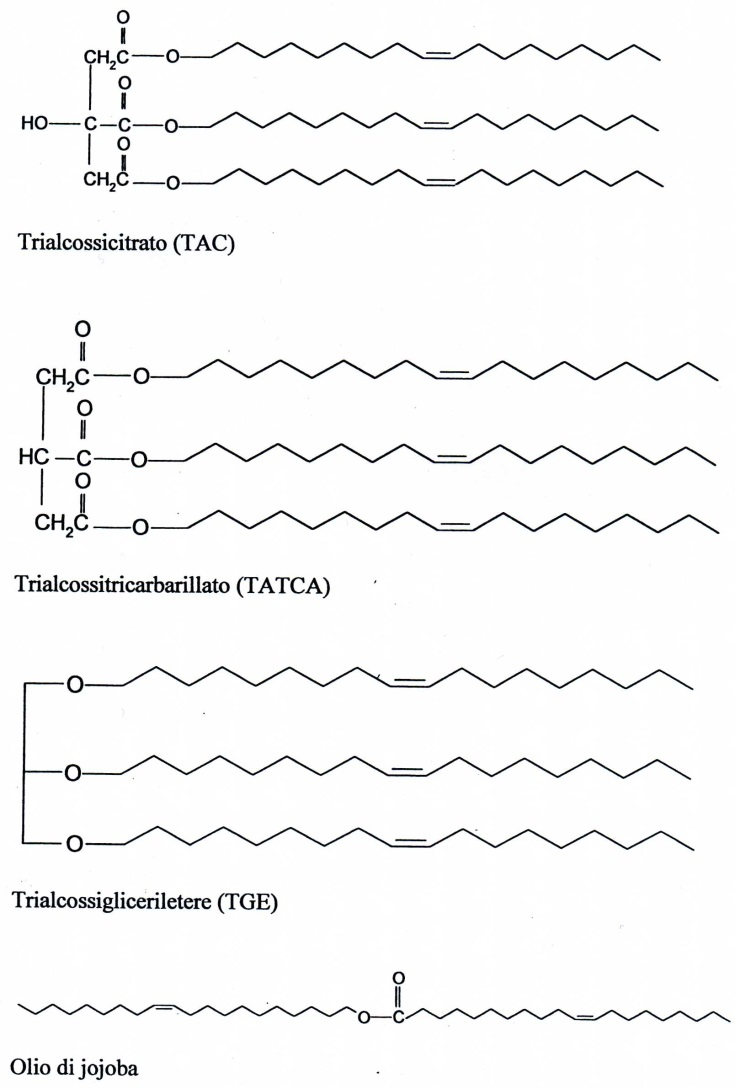 O
CH₂C O
O
HO C C O
O
CH₂C O
Trialcossicitrato (TAC)
O
CH₂C O
O
HC C O
O
CH₂C O
Trialcossitricarbarillato (TATCA)
O
O
O
Trialcossigliceriletere (TGE)
O
O C
Olio di jojoba